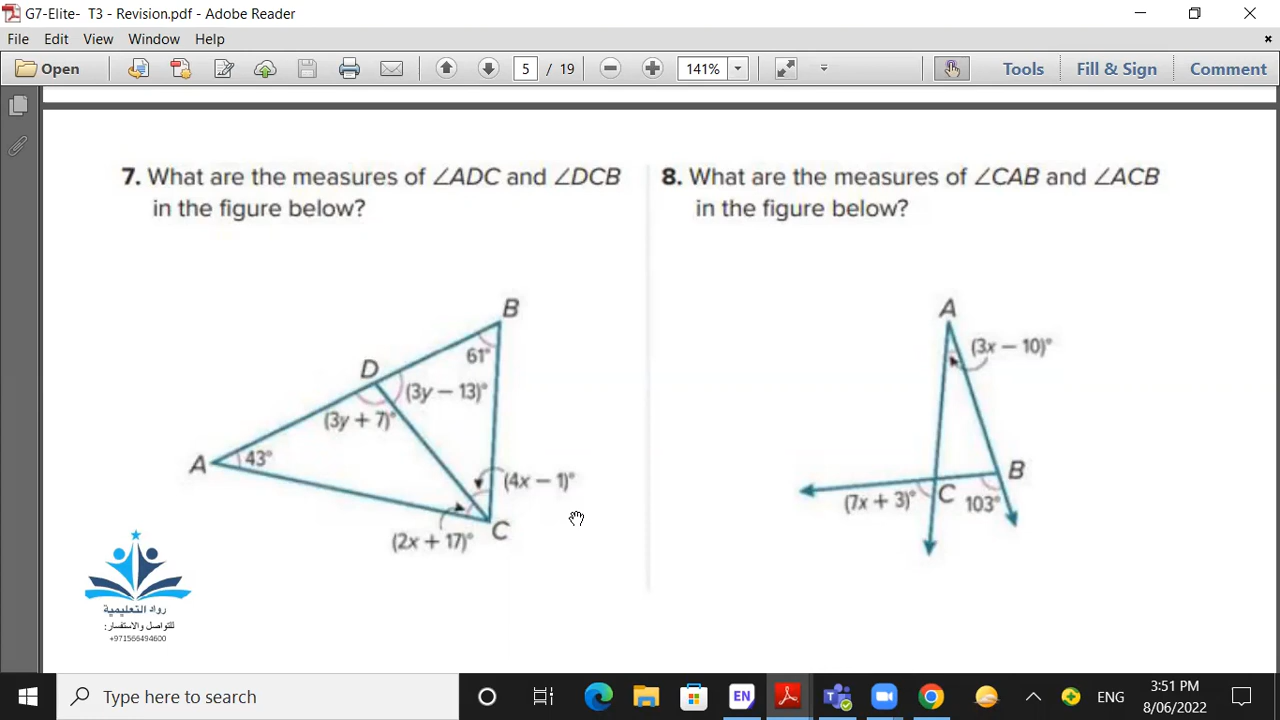 G7-Elite- T3 - Revision.pdf - Adobe Reader
File Edit View Window Help
Open 5 / 19 141% Tools Fill & Sign Comment
7. What are the measures of ∠ADC and ∠DCB
in the figure below?
B
61°
D
(3y − 13)°
(3y + 7)°
A
43°
(4x − 1)°
C
(2x + 17)°
رواد التعليمية
للتواصل والاستفسار:
+971566494600
8. What are the measures of ∠CAB and ∠ACB
in the figure below?
A
(3x − 10)°
B
(7x + 3)° C 103°
Type here to search
EN
ENG
3:51 PM
8/06/2022